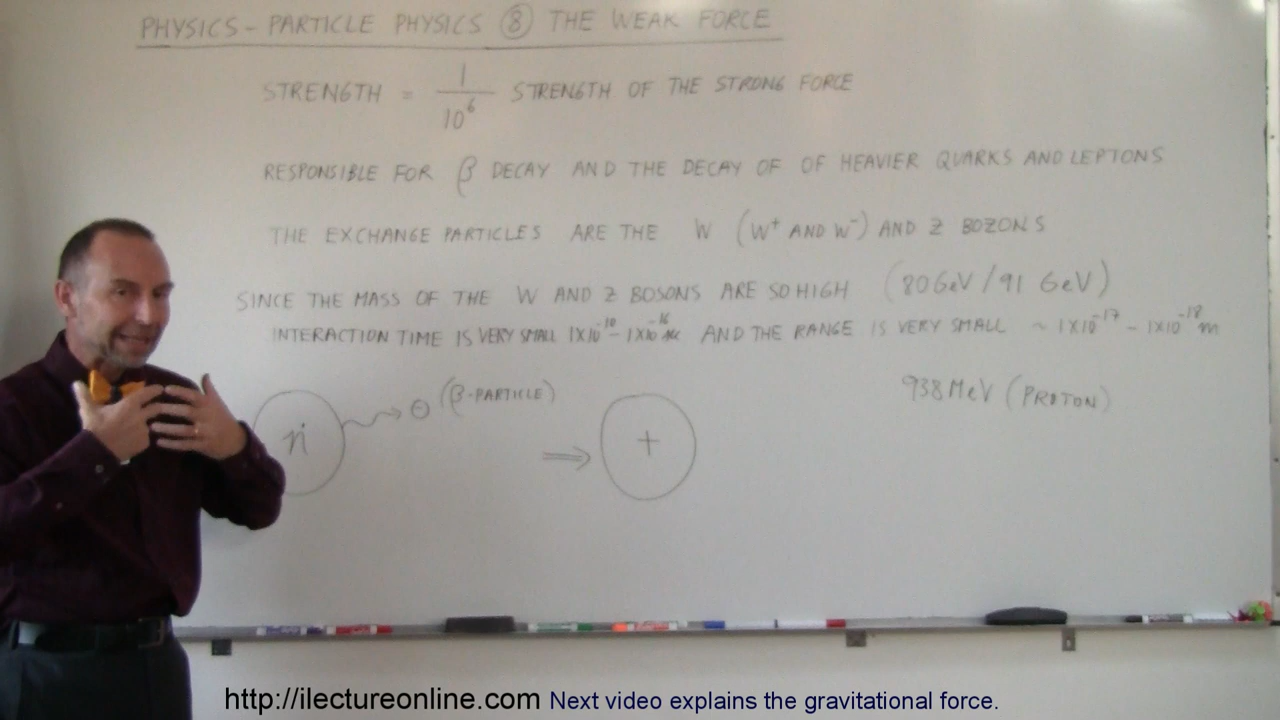 PHYSICS - PARTICLE PHYSICS ⑧ THE WEAK FORCE
STRENGTH = 1/10⁶ STRENGTH OF THE STRONG FORCE
RESPONSIBLE FOR β DECAY AND THE DECAY OF OF HEAVIER QUARKS AND LEPTONS
THE EXCHANGE PARTICLES ARE THE W (W⁺ AND W⁻) AND Z BOZONS
SINCE THE MASS OF THE W AND Z BOSONS ARE SO HIGH (80 GeV / 91 GeV)
INTERACTION TIME IS VERY SMALL 1X10⁻¹⁰ - 1X10⁻¹⁶ AND THE RANGE IS VERY SMALL ~ 1X10⁻¹⁷ - 1X10⁻¹⁸ m
n ⊖ (β-PARTICLE) ⇒ +
938 MeV (PROTON)
http://ilectureonline.com Next video explains the gravitational force.